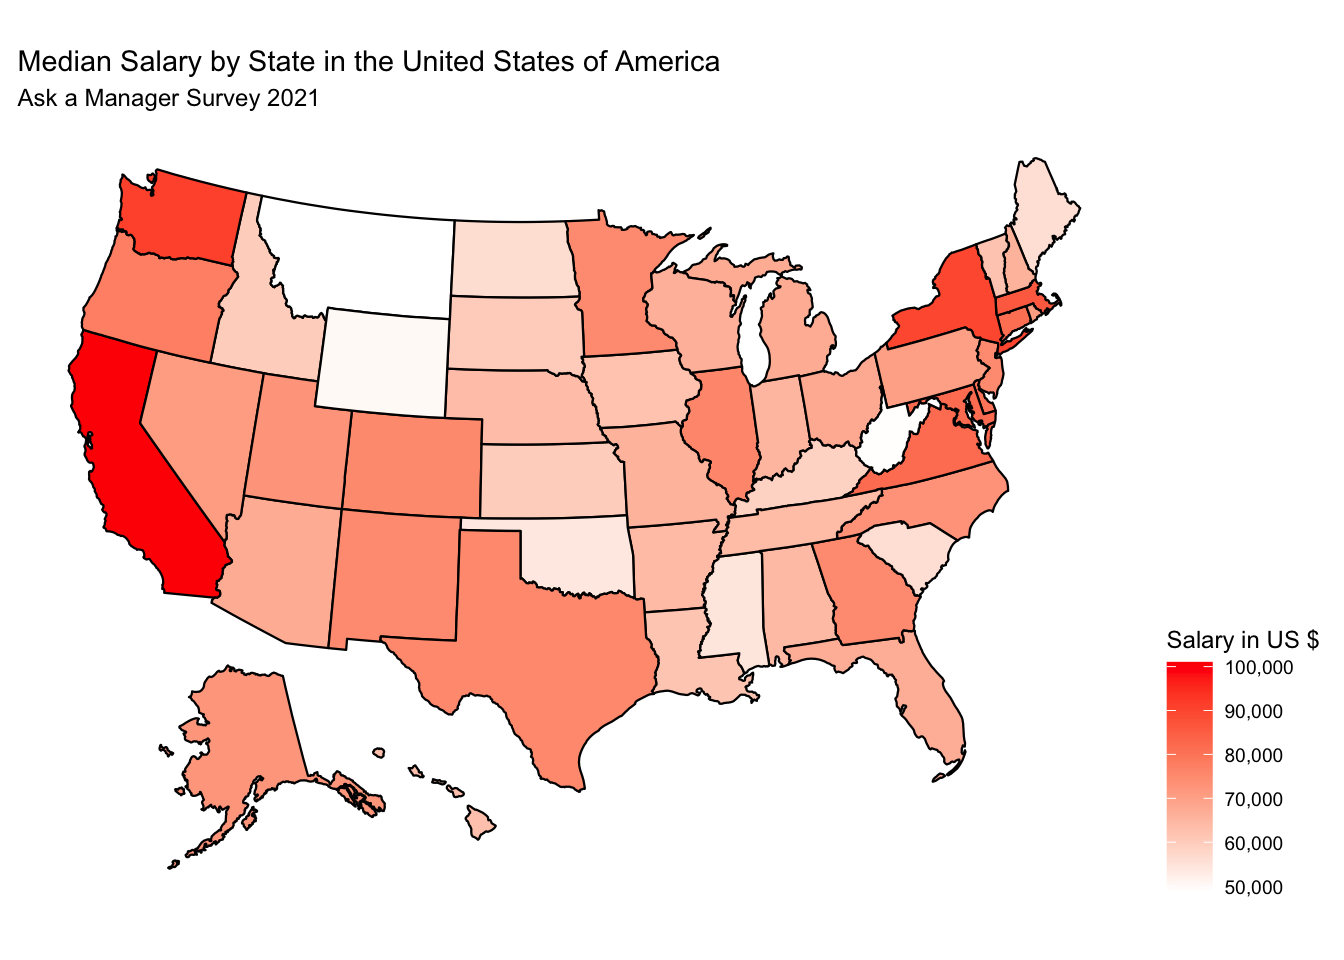 Median Salary by State in the United States of America
Ask a Manager Survey 2021
Salary in US $
100,000
90,000
80,000
70,000
60,000
50,000